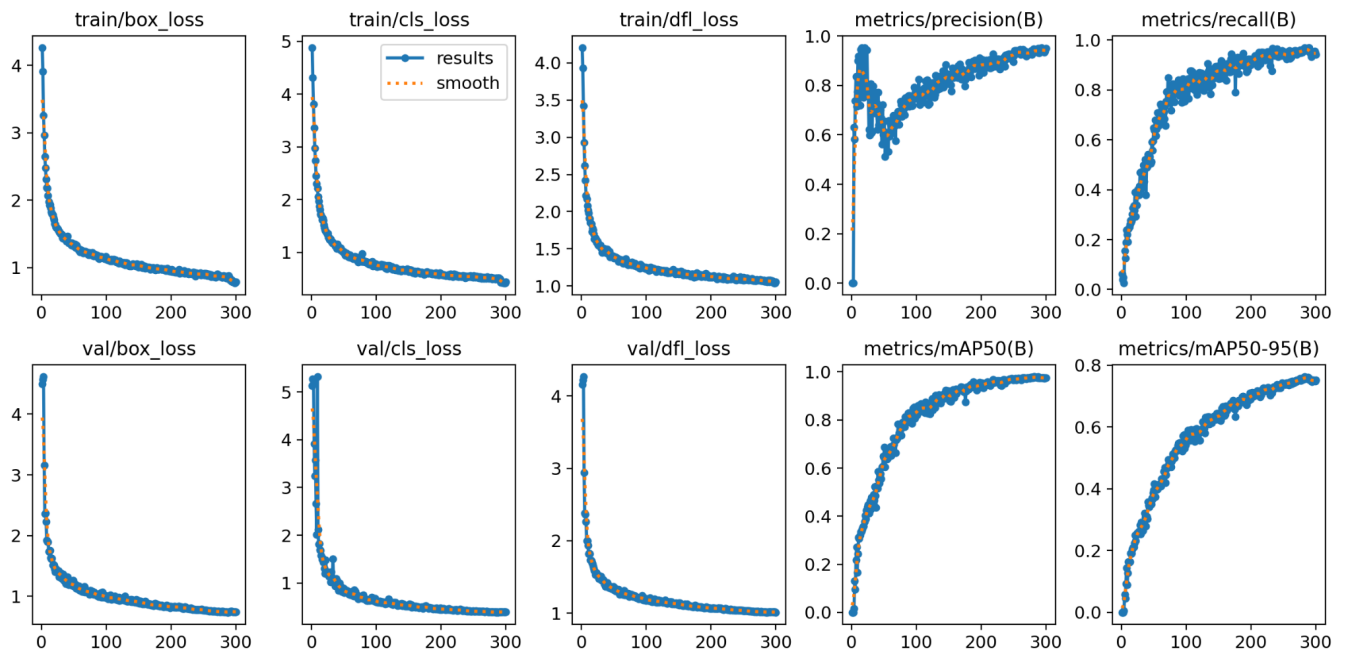 train/box_loss
train/cls_loss
train/dfl_loss
metrics/precision(B)
metrics/recall(B)
4
3
2
1
0 100 200 300
5
4
3
2
1
results
smooth
0 100 200 300
4.0
3.5
3.0
2.5
2.0
1.5
1.0
0 100 200 300
1.0
0.8
0.6
0.4
0.2
0.0
0 100 200 300
1.0
0.8
0.6
0.4
0.2
0.0
0 100 200 300
val/box_loss
val/cls_loss
val/dfl_loss
metrics/mAP50(B)
metrics/mAP50-95(B)
4
3
2
1
0 100 200 300
5
4
3
2
1
0 100 200 300
4
3
2
1
0 100 200 300
1.0
0.8
0.6
0.4
0.2
0.0
0 100 200 300
0.8
0.6
0.4
0.2
0.0
0 100 200 300